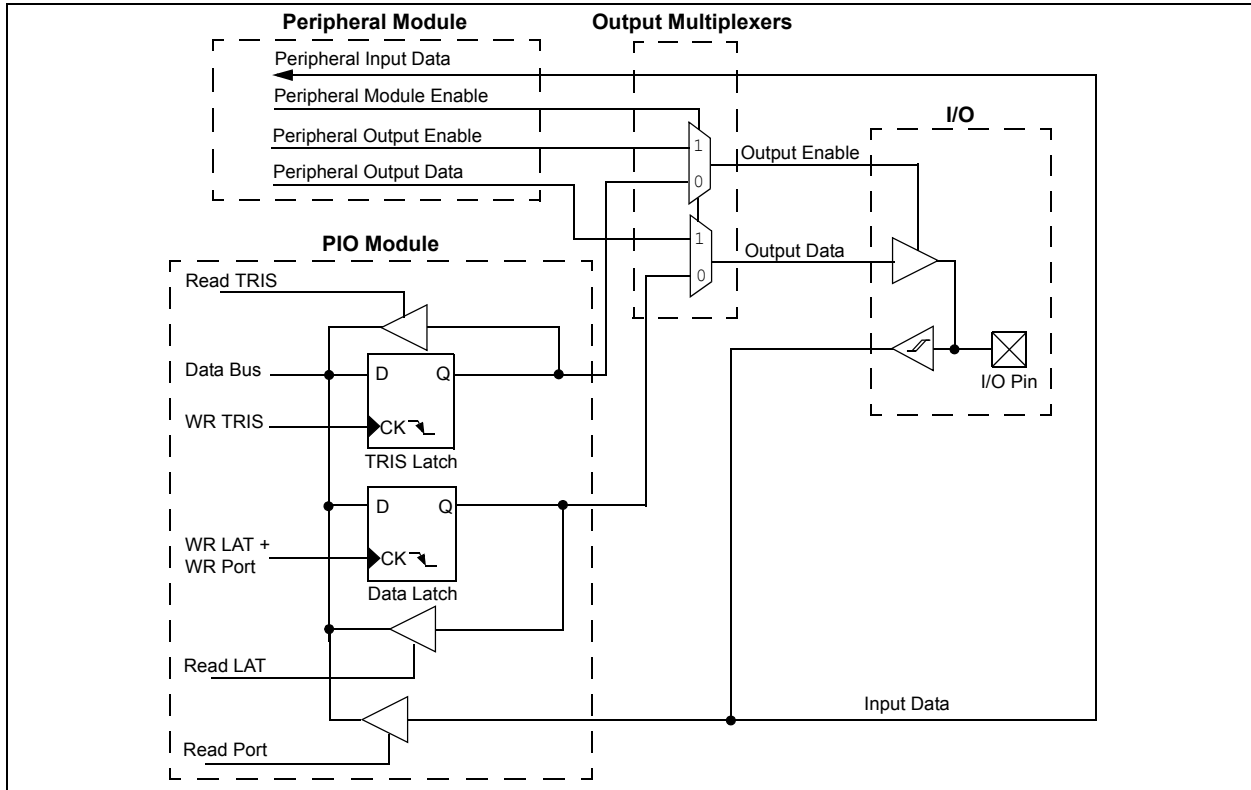 Peripheral Module
Output Multiplexers
Peripheral Input Data
Peripheral Module Enable
Peripheral Output Enable
Peripheral Output Data
1
0
1
0
Output Enable
Output Data
I/O
I/O Pin
PIO Module
Read TRIS
Data Bus
D
Q
WR TRIS
CK
TRIS Latch
D
Q
WR LAT +
WR Port
CK
Data Latch
Read LAT
Read Port
Input Data